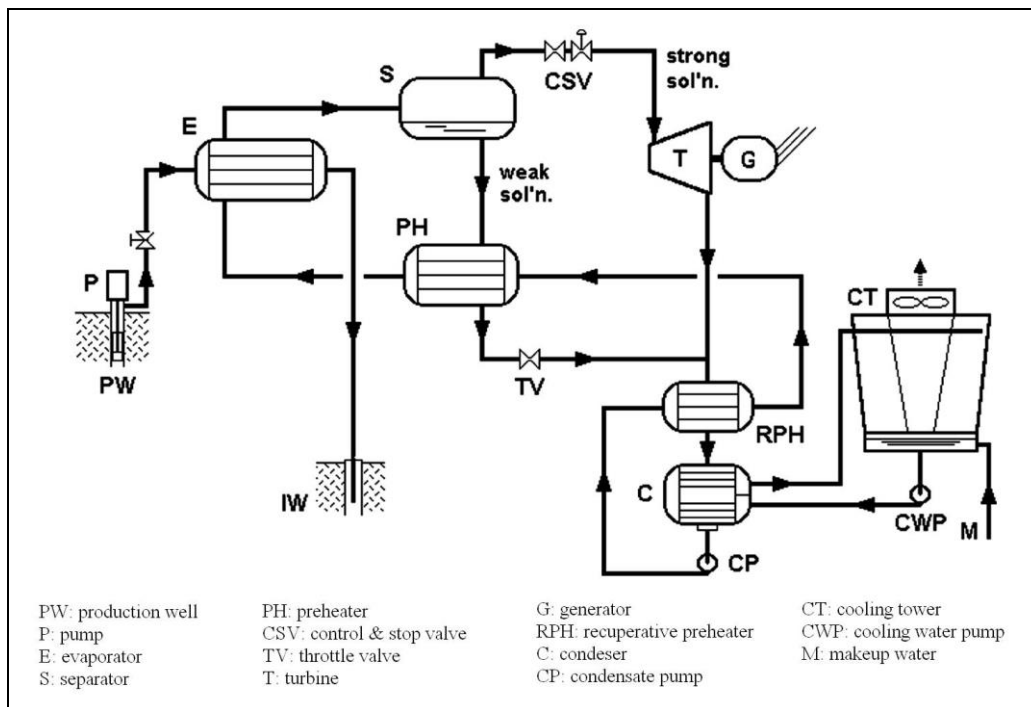 S
CSV
strong
sol'n.
E
T
G
weak
sol'n.
PH
P
CT
PW
TV
RPH
IW
C
CWP
M
CP
PW: production well
P: pump
E: evaporator
S: separator
PH: preheater
CSV: control & stop valve
TV: throttle valve
T: turbine
G: generator
RPH: recuperative preheater
C: condeser
CP: condensate pump
CT: cooling tower
CWP: cooling water pump
M: makeup water